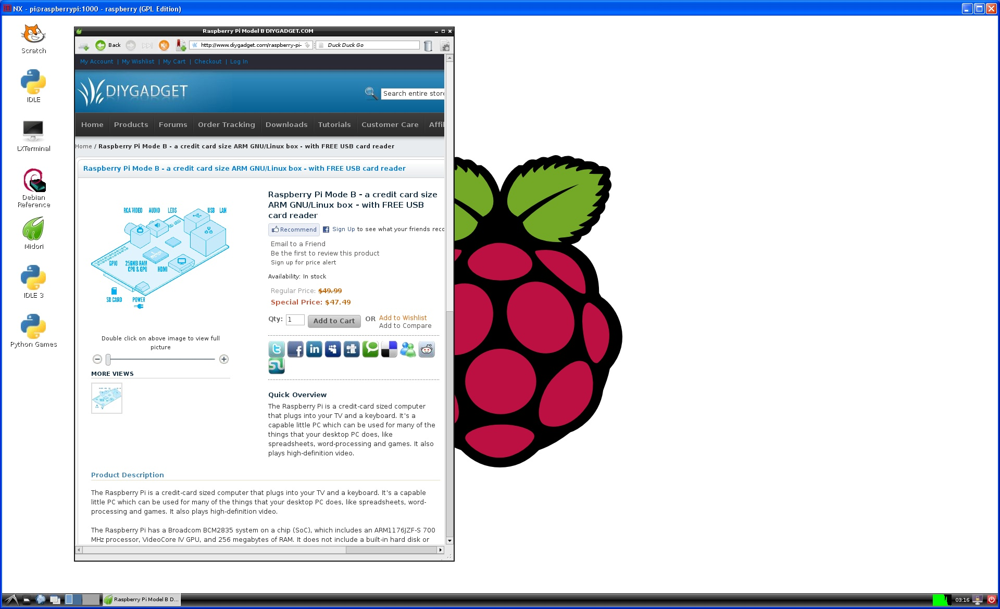 NX - pi@raspberrypi:1000 - raspberry (GPL Edition)
Scratch
IDLE
LXTerminal
Debian
Reference
Midori
IDLE 3
Python Games
Raspberry Pi Model B DIYGADGET.COM
Back
http://www.diygadget.com/raspberry-pi-
Duck Duck Go
My Account | My Wishlist | My Cart | Checkout | Log In
DIYGADGET
Search entire store
Home Products Forums Order Tracking Downloads Tutorials Customer Care Affil
Home / Raspberry Pi Mode B - a credit card size ARM GNU/Linux box - with FREE USB card reader
Raspberry Pi Mode B - a credit card size ARM GNU/Linux box - with FREE USB card reader
RCA VIDEO AUDIO LEDS USB LAN
GPIO 256MB RAM
CPU & GPU HDMI
SD CARD POWER
Double click on above image to view full
picture
MORE VIEWS
Raspberry Pi Mode B - a credit card size
ARM GNU/Linux box - with FREE USB
card reader
Recommend Sign Up to see what your friends reco
Email to a Friend
Be the first to review this product
Sign up for price alert
Availability: In stock
Regular Price: $49.99
Special Price: $47.49
Qty: 1 Add to Cart OR Add to Wishlist
Add to Compare
Quick Overview
The Raspberry Pi is a credit-card sized computer
that plugs into your TV and a keyboard. It's a
capable little PC which can be used for many of the
things that your desktop PC does, like
spreadsheets, word-processing and games. It also
plays high-definition video.
Product Description
The Raspberry Pi is a credit-card sized computer that plugs into your TV and a keyboard. It's a capable
little PC which can be used for many of the things that your desktop PC does, like spreadsheets, word-
processing and games. It also plays high-definition video.
The Raspberry Pi has a Broadcom BCM2835 system on a chip (SoC), which includes an ARM1176JZF-S 700
MHz processor, VideoCore IV GPU, and 256 megabytes of RAM. It does not include a built-in hard disk or
Raspberry Pi Model B D...
03:16